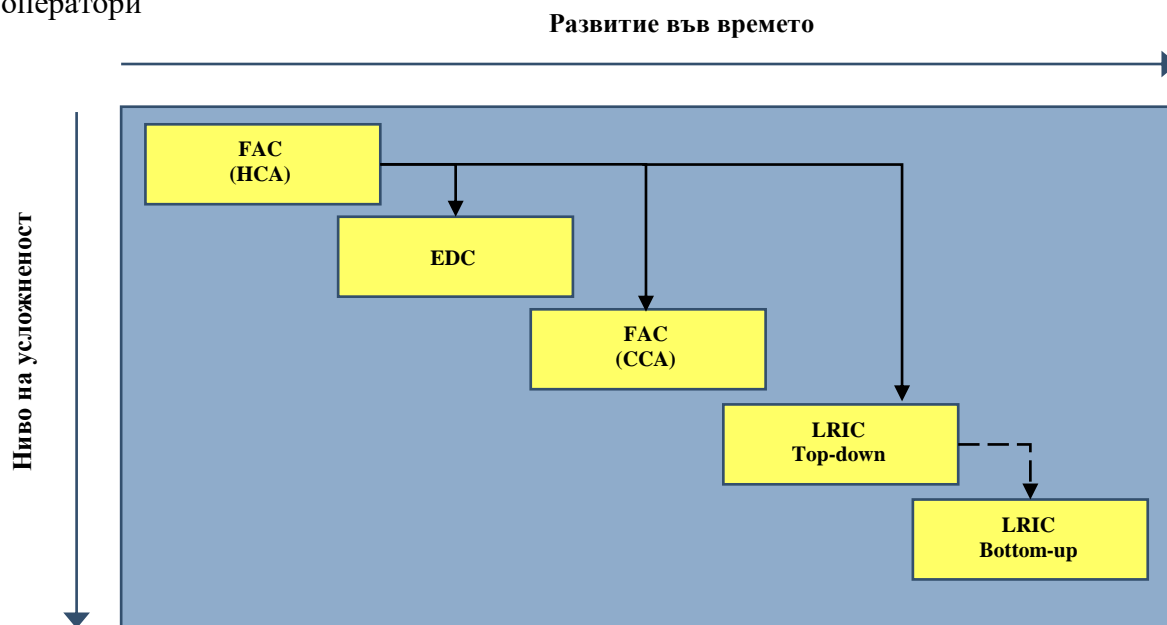 оператори
Развитие във времето
Ниво на усложненост
FAC
(HCA)
EDC
FAC
(CCA)
LRIC
Top-down
LRIC
Bottom-up